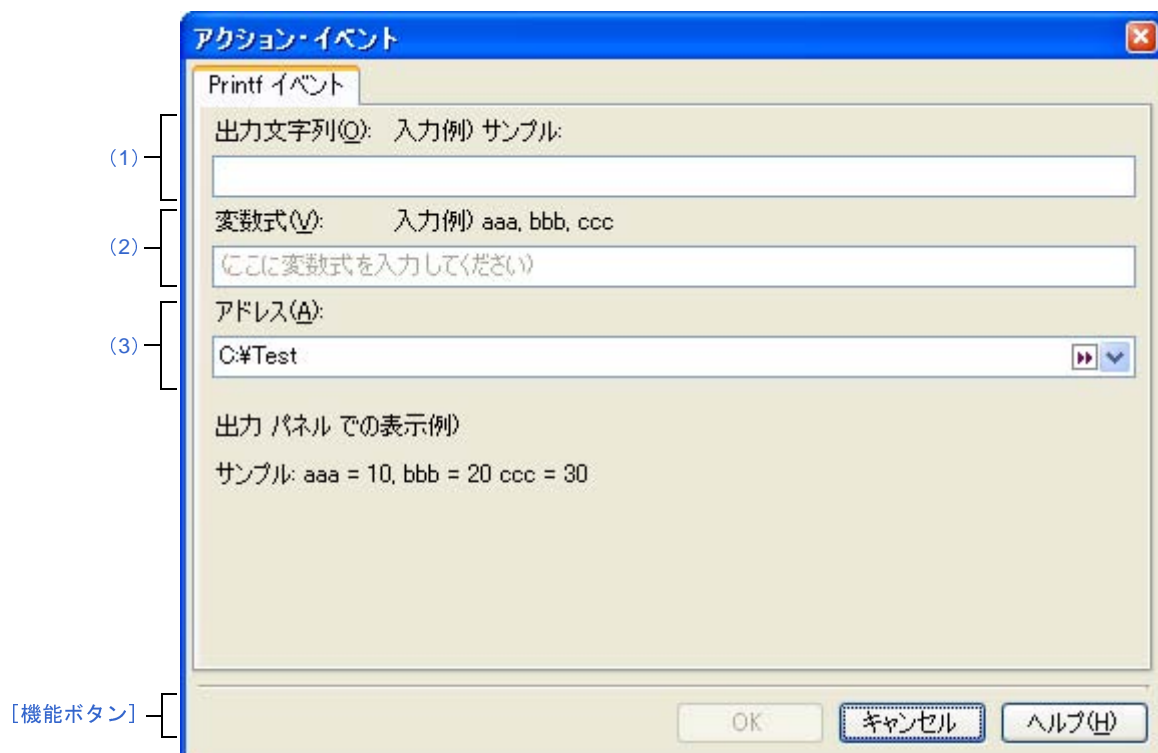 アクション・イベント
Printf イベント
(1)
出力文字列(O): 入力例) サンプル:
(2)
変数式(V): 入力例) aaa, bbb, ccc
(ここに変数式を入力してください)
(3)
アドレス(A):
C:¥Test
出力 パネル での表示例)
サンプル: aaa = 10, bbb = 20 ccc = 30
[機能ボタン]
OK キャンセル ヘルプ(H)